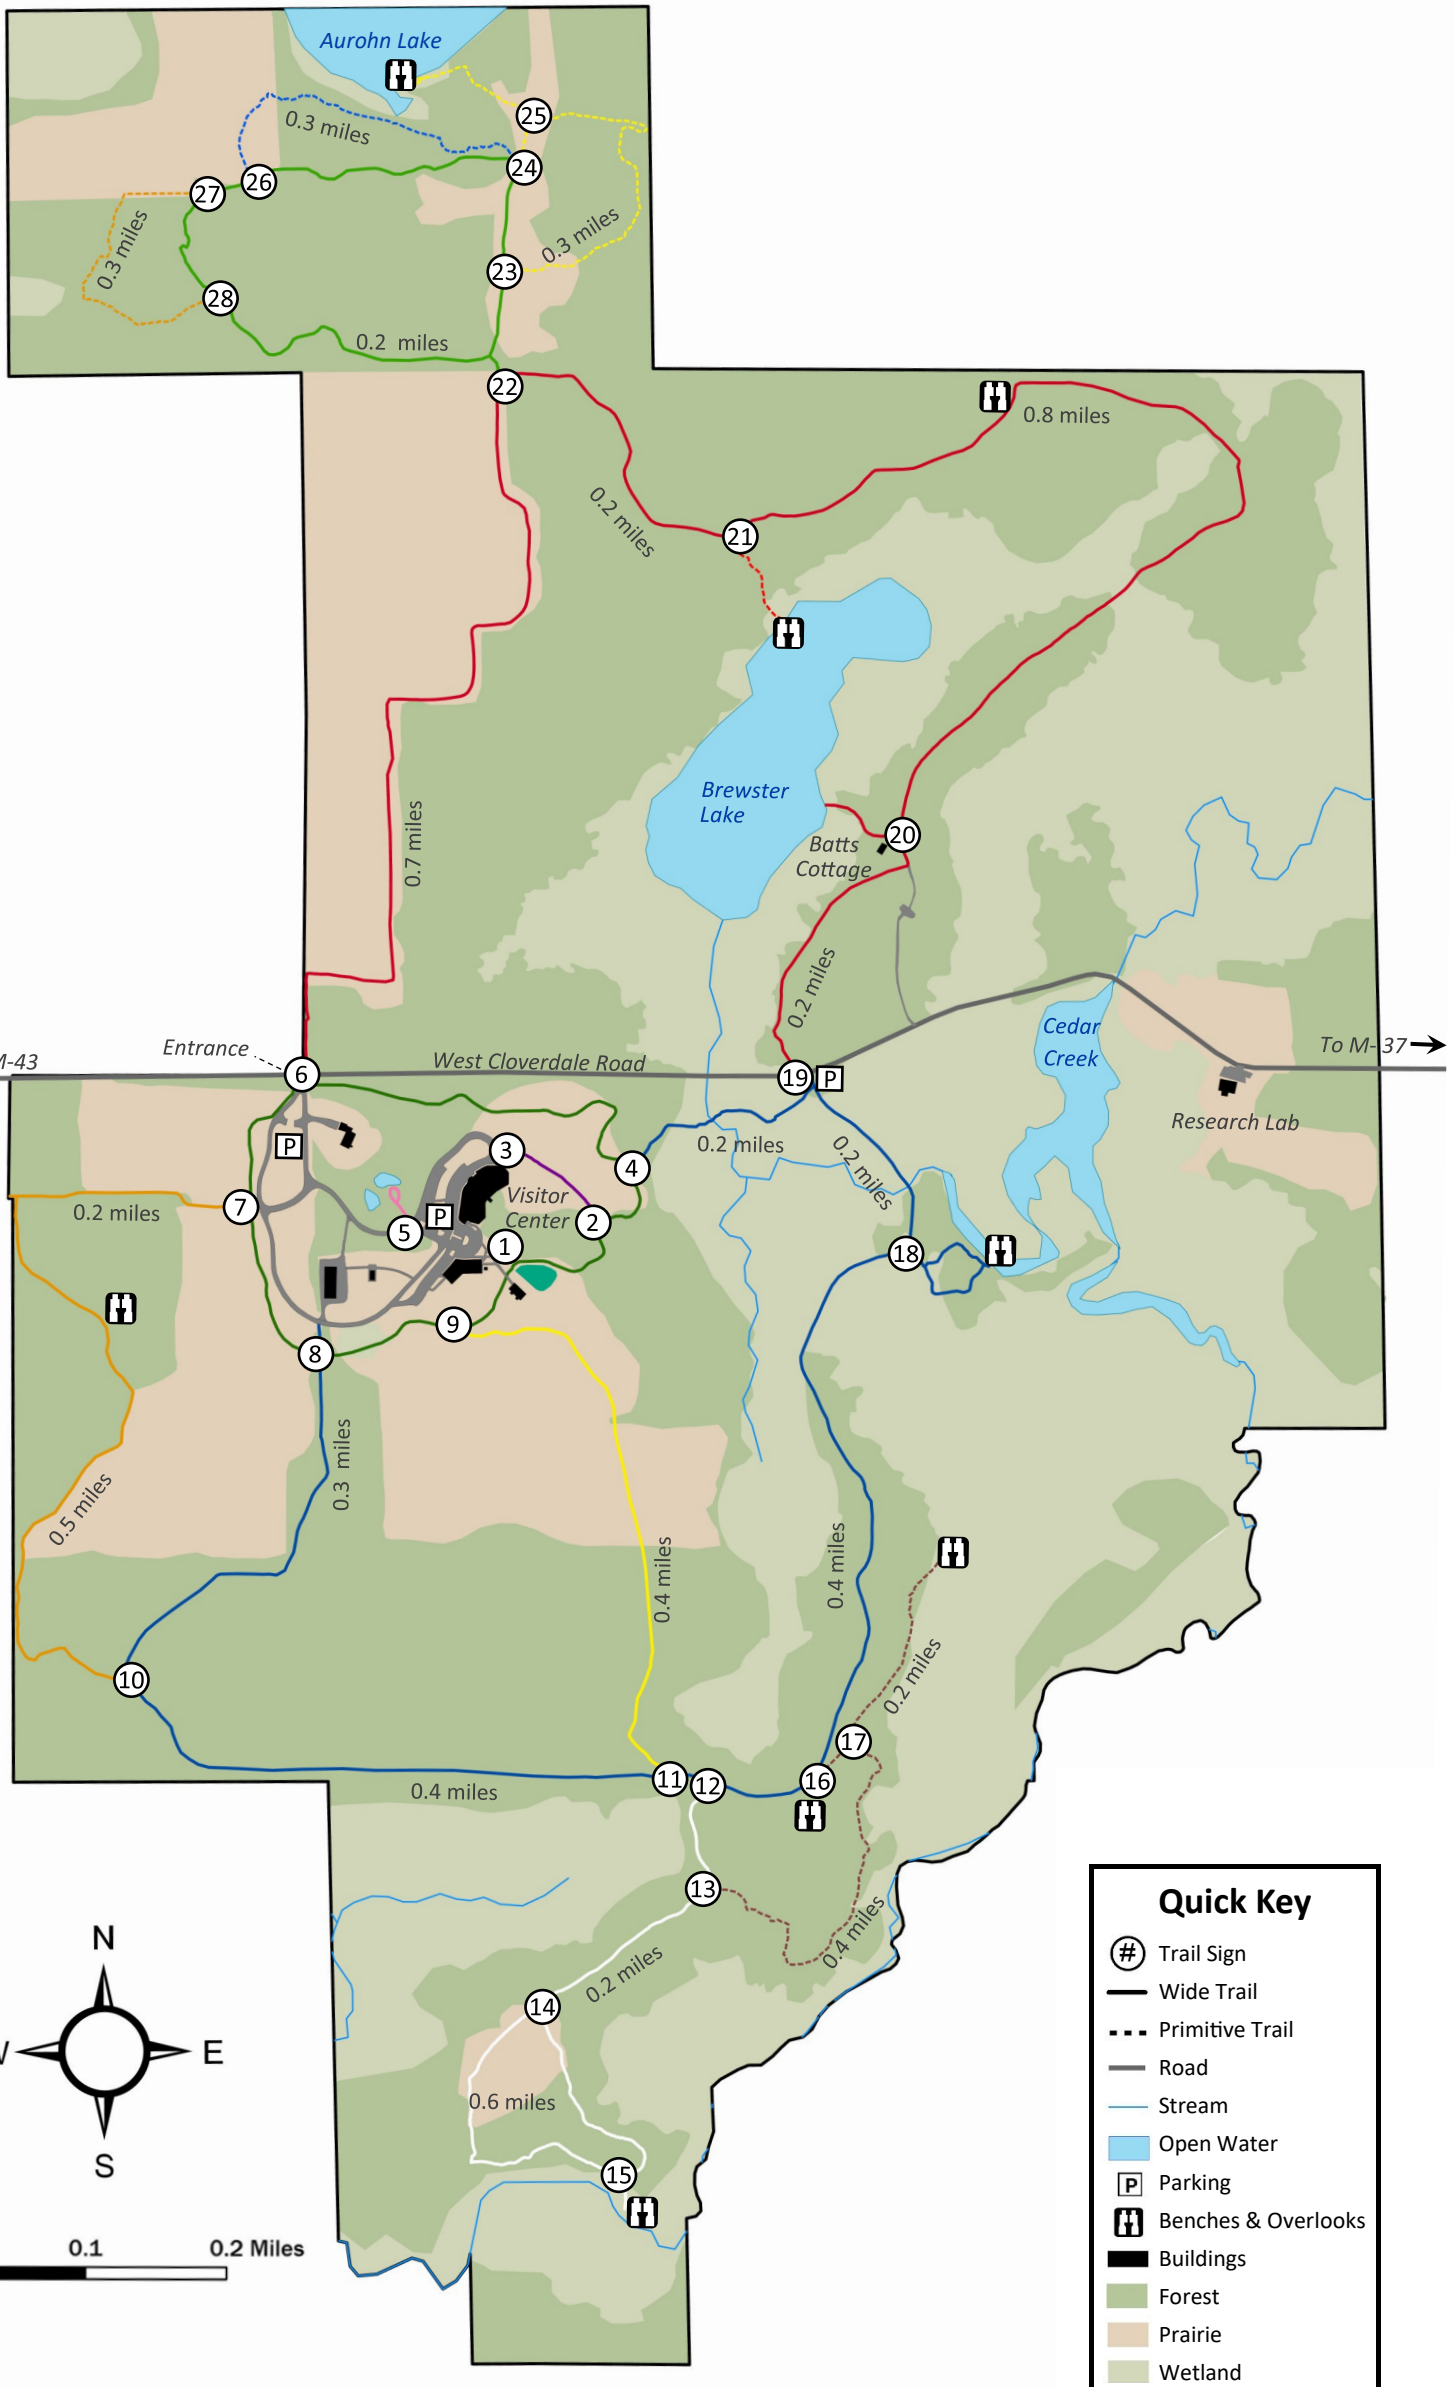 Aurohn Lake
25
0.3 miles
24
26
27
0.3 miles
0.3 miles
23
28
0.2 miles
22
0.8 miles
0.2 miles
21
Brewster
Lake
0.7 miles
20
Batts
Cottage
0.2 miles
Cedar
Creek
Entrance
West Cloverdale Road
To M-37
M-43
6
19
P
Research Lab
P
3
0.2 miles
0.2 miles
4
7
0.2 miles
Visitor
Center
P
2
5
1
18
9
8
0.3 miles
0.5 miles
0.4 miles
0.4 miles
0.2 miles
10
17
11
12
16
0.4 miles
13
0.4 miles
0.2 miles
14
0.6 miles
15
N
W
E
S
0.1
0.2 Miles
Quick Key
# Trail Sign
Wide Trail
Primitive Trail
Road
Stream
Open Water
P Parking
Benches & Overlooks
Buildings
Forest
Prairie
Wetland